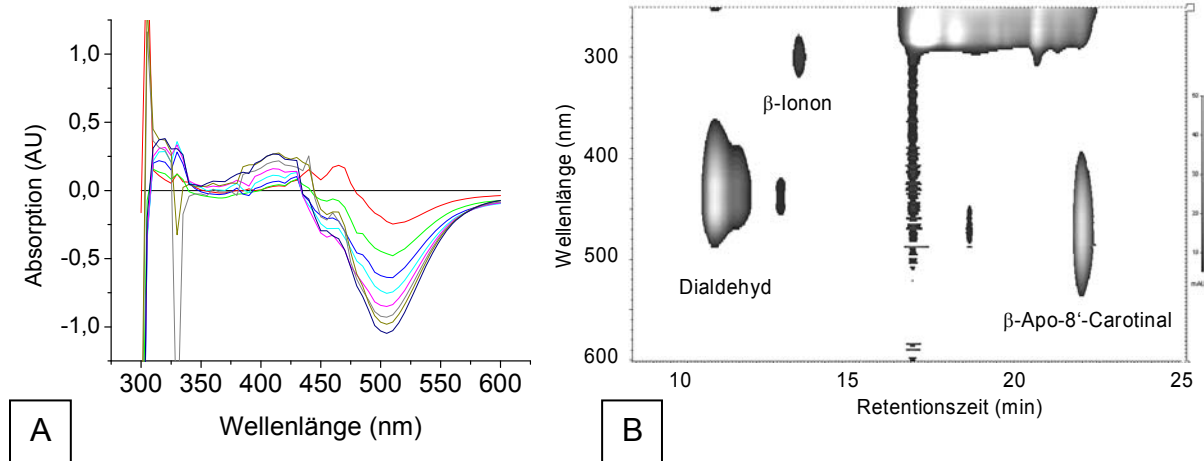 1,0
0,5
0,0
-0,5
-1,0
Absorption (AU)
300 350 400 450 500 550 600
Wellenlänge (nm)
A
300
400
500
600
Wellenlänge (nm)
β-Ionon
Dialdehyd
β-Apo-8‘-Carotinal
10 15 20 25
Retentionszeit (min)
B